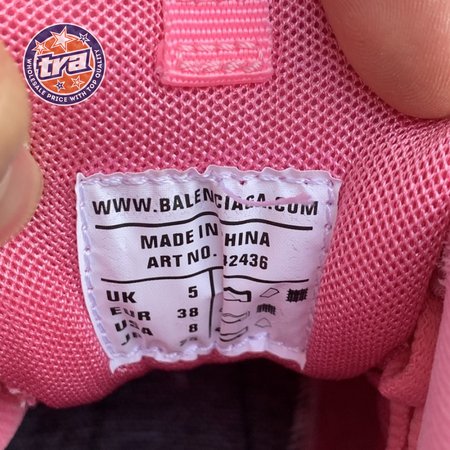 tra
WHOLESALE PRICE WITH TOP QUALITY
WWW.BALENCIAGA.COM
MADE IN CHINA
ART NO.
UK 5
EUR 38
USA 8